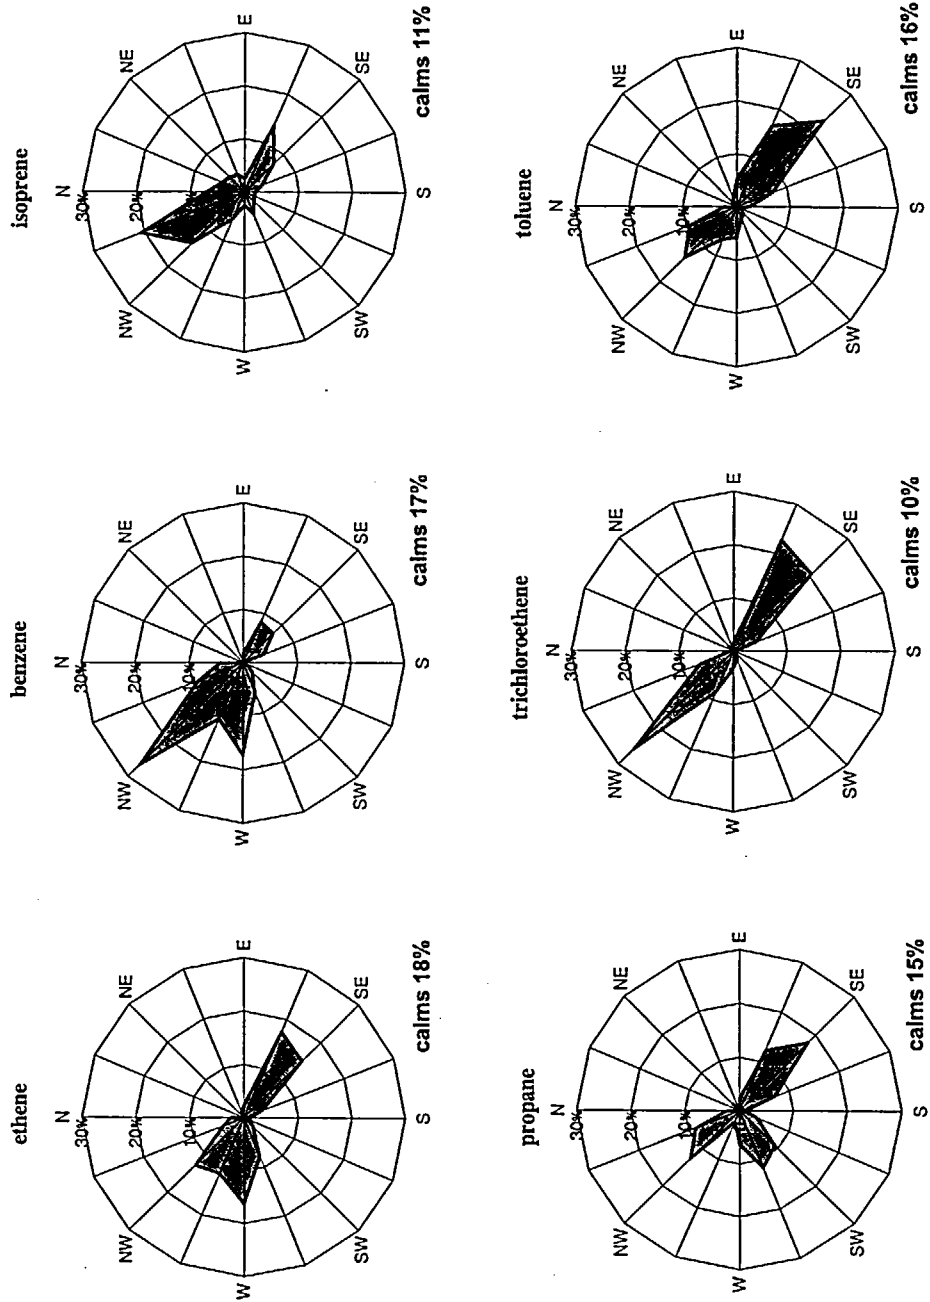 ethene
N
NW
NE
30%
20%
10%
W
E
SW
SE
S
calms 18%
benzene
N
NW
NE
30%
20%
10%
W
E
SW
SE
S
calms 17%
isoprene
N
NW
NE
30%
20%
10%
W
E
SW
SE
S
calms 11%
propane
N
NW
NE
30%
20%
10%
W
E
SW
SE
S
calms 15%
trichloroethene
N
NW
NE
30%
20%
10%
W
E
SW
SE
S
calms 10%
toluene
N
NW
NE
30%
20%
10%
W
E
SW
SE
S
calms 16%